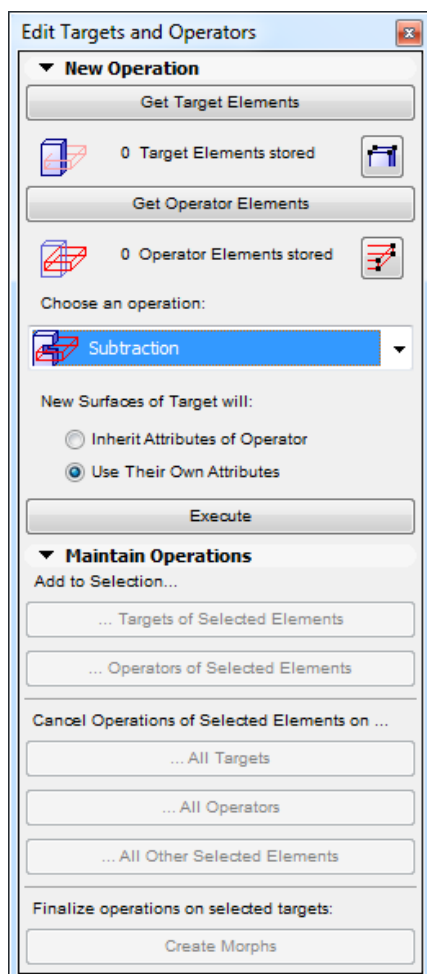 Edit Targets and Operators
New Operation
Get Target Elements
0 Target Elements stored
Get Operator Elements
0 Operator Elements stored
Choose an operation:
Subtraction
New Surfaces of Target will:
Inherit Attributes of Operator
Use Their Own Attributes
Execute
Maintain Operations
Add to Selection...
... Targets of Selected Elements
... Operators of Selected Elements
Cancel Operations of Selected Elements on ...
... All Targets
... All Operators
... All Other Selected Elements
Finalize operations on selected targets:
Create Morphs